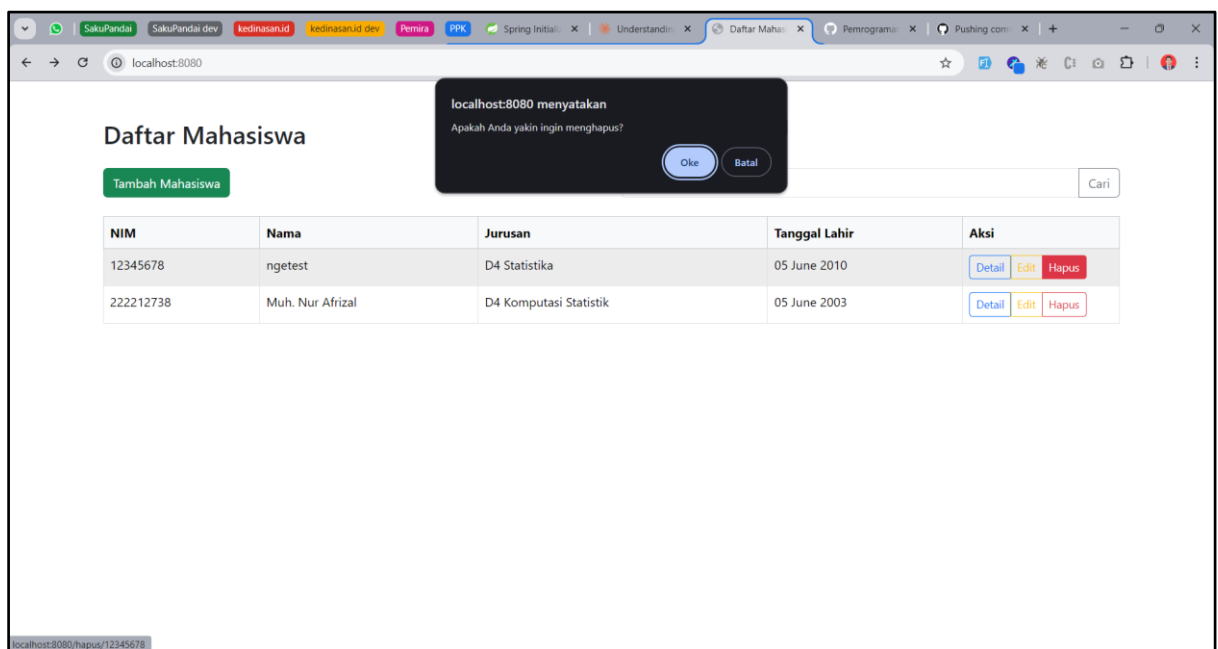 SakuPandai SakuPandai dev kedinasan.id kedinasan.id dev Pemira PPK Spring Initiali Understandin Daftar Mahas Pemrograma Pushing com
localhost:8080
localhost:8080 menyatakan
Apakah Anda yakin ingin menghapus?
Oke Batal
Daftar Mahasiswa
Tambah Mahasiswa Cari
NIM Nama Jurusan Tanggal Lahir Aksi
12345678 ngetest D4 Statistika 05 June 2010 Detail Edit Hapus
222212738 Muh. Nur Afrizal D4 Komputasi Statistik 05 June 2003 Detail Edit Hapus
localhost:8080/hapus/12345678